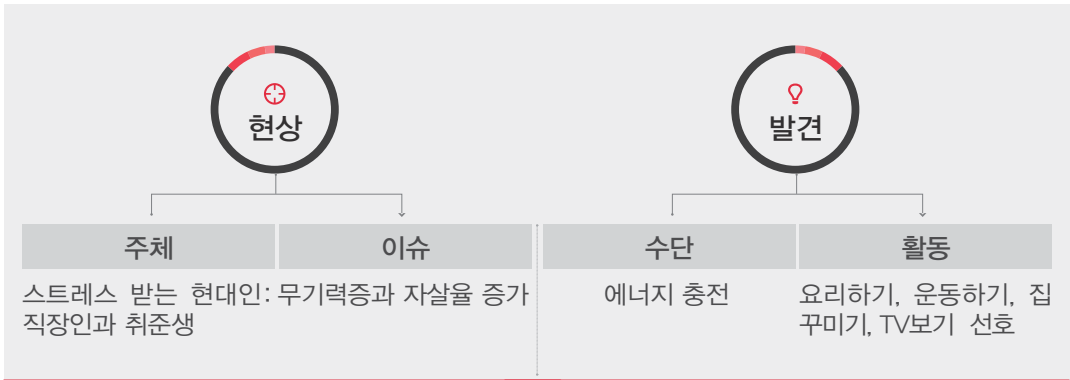 현상
주체
이슈
스트레스 받는 현대인:
직장인과 취준생
무기력증과 자살율 증가
발견
수단
활동
에너지 충전
요리하기, 운동하기, 집
꾸미기, TV보기 선호